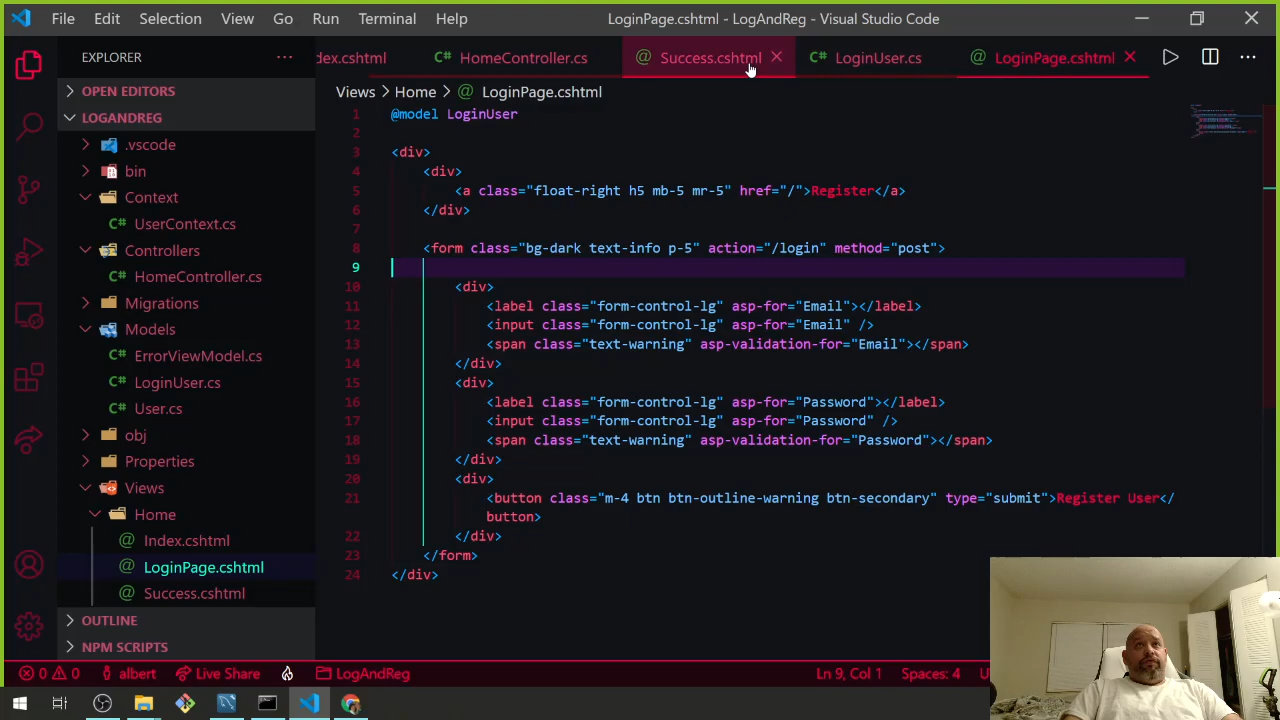 File Edit Selection View Go Run Terminal Help LoginPage.cshtml - LogAndReg - Visual Studio Code
EXPLORER
dex.cshtml C# HomeController.cs @ Success.cshtml C# LoginUser.cs @ LoginPage.cshtml
OPEN EDITORS
LOGANDREG
.vscode
bin
Context
C# UserContext.cs
Controllers
C# HomeController.cs
Migrations
Models
C# ErrorViewModel.cs
C# LoginUser.cs
C# User.cs
obj
Properties
Views
Home
@ Index.cshtml
@ LoginPage.cshtml
@ Success.cshtml
OUTLINE
NPM SCRIPTS
Views > Home > @ LoginPage.cshtml
1 @model LoginUser
2
3 <div>
4 <div>
5 <a class="float-right h5 mb-5 mr-5" href="/">Register</a>
6 </div>
7
8 <form class="bg-dark text-info p-5" action="/login" method="post">
9
10 <div>
11 <label class="form-control-lg" asp-for="Email"></label>
12 <input class="form-control-lg" asp-for="Email" />
13 <span class="text-warning" asp-validation-for="Email"></span>
14 </div>
15 <div>
16 <label class="form-control-lg" asp-for="Password"></label>
17 <input class="form-control-lg" asp-for="Password" />
18 <span class="text-warning" asp-validation-for="Password"></span>
19 </div>
20 <div>
21 <button class="m-4 btn btn-outline-warning btn-secondary" type="submit">Register User</
button>
22 </div>
23 </form>
24 </div>
0 0 albert Live Share LogAndReg Ln 9, Col 1 Spaces: 4 U